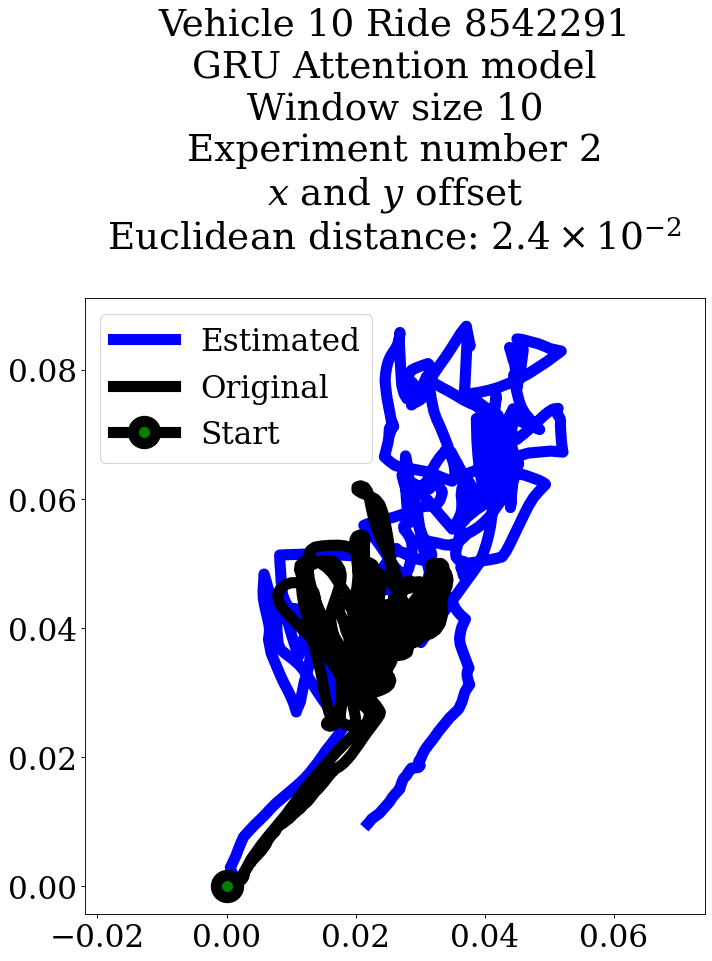 Vehicle 10 Ride 8542291
GRU Attention model
Window size 10
Experiment number 2
x and y offset
Euclidean distance: 2.4 × 10⁻²
Estimated
Original
Start
0.08
0.06
0.04
0.02
0.00
−0.02 0.00 0.02 0.04 0.06